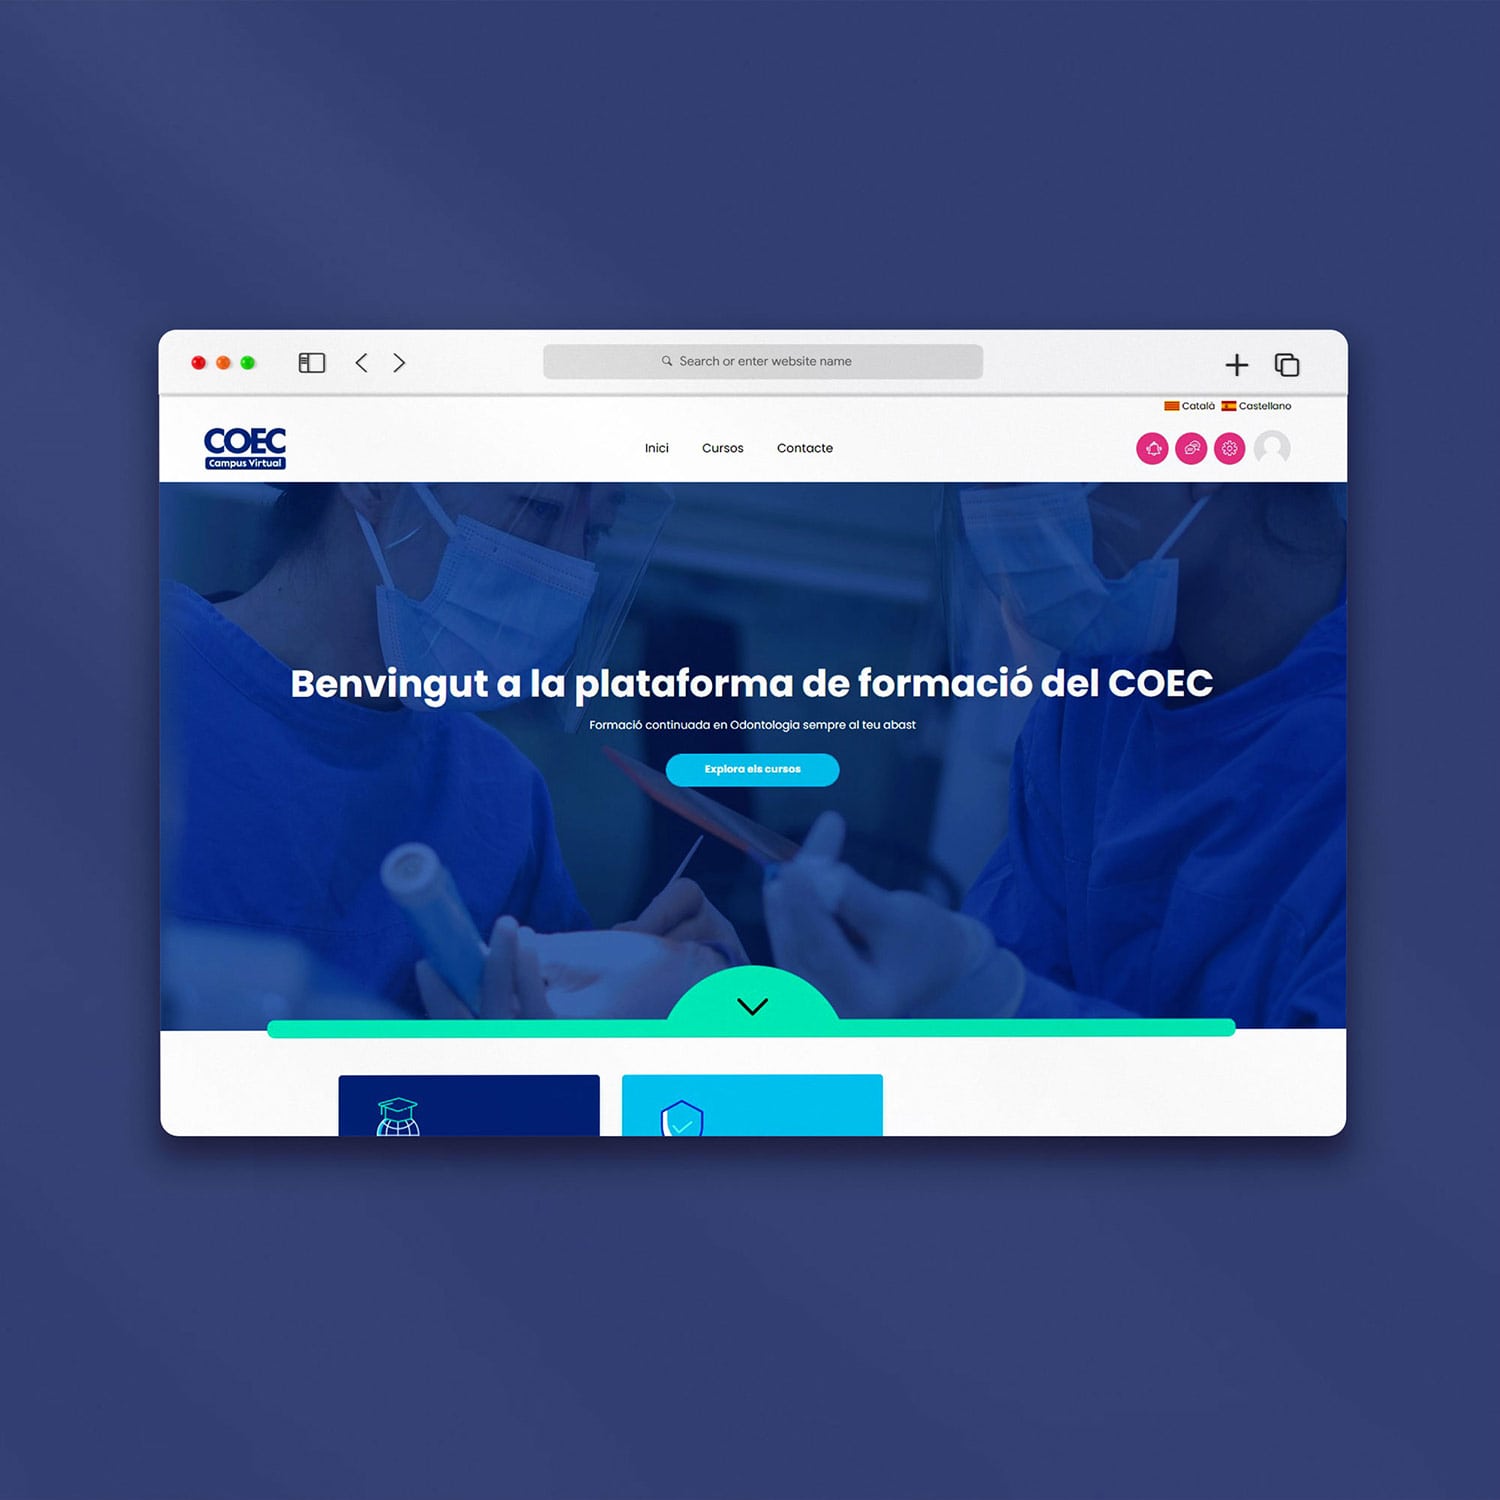 Search or enter website name
Català Castellano
COEC
Campus Virtual
Inici Cursos Contacte
Benvingut a la plataforma de formació del COEC
Formació continuada en Odontologia sempre al teu abast
Explora els cursos